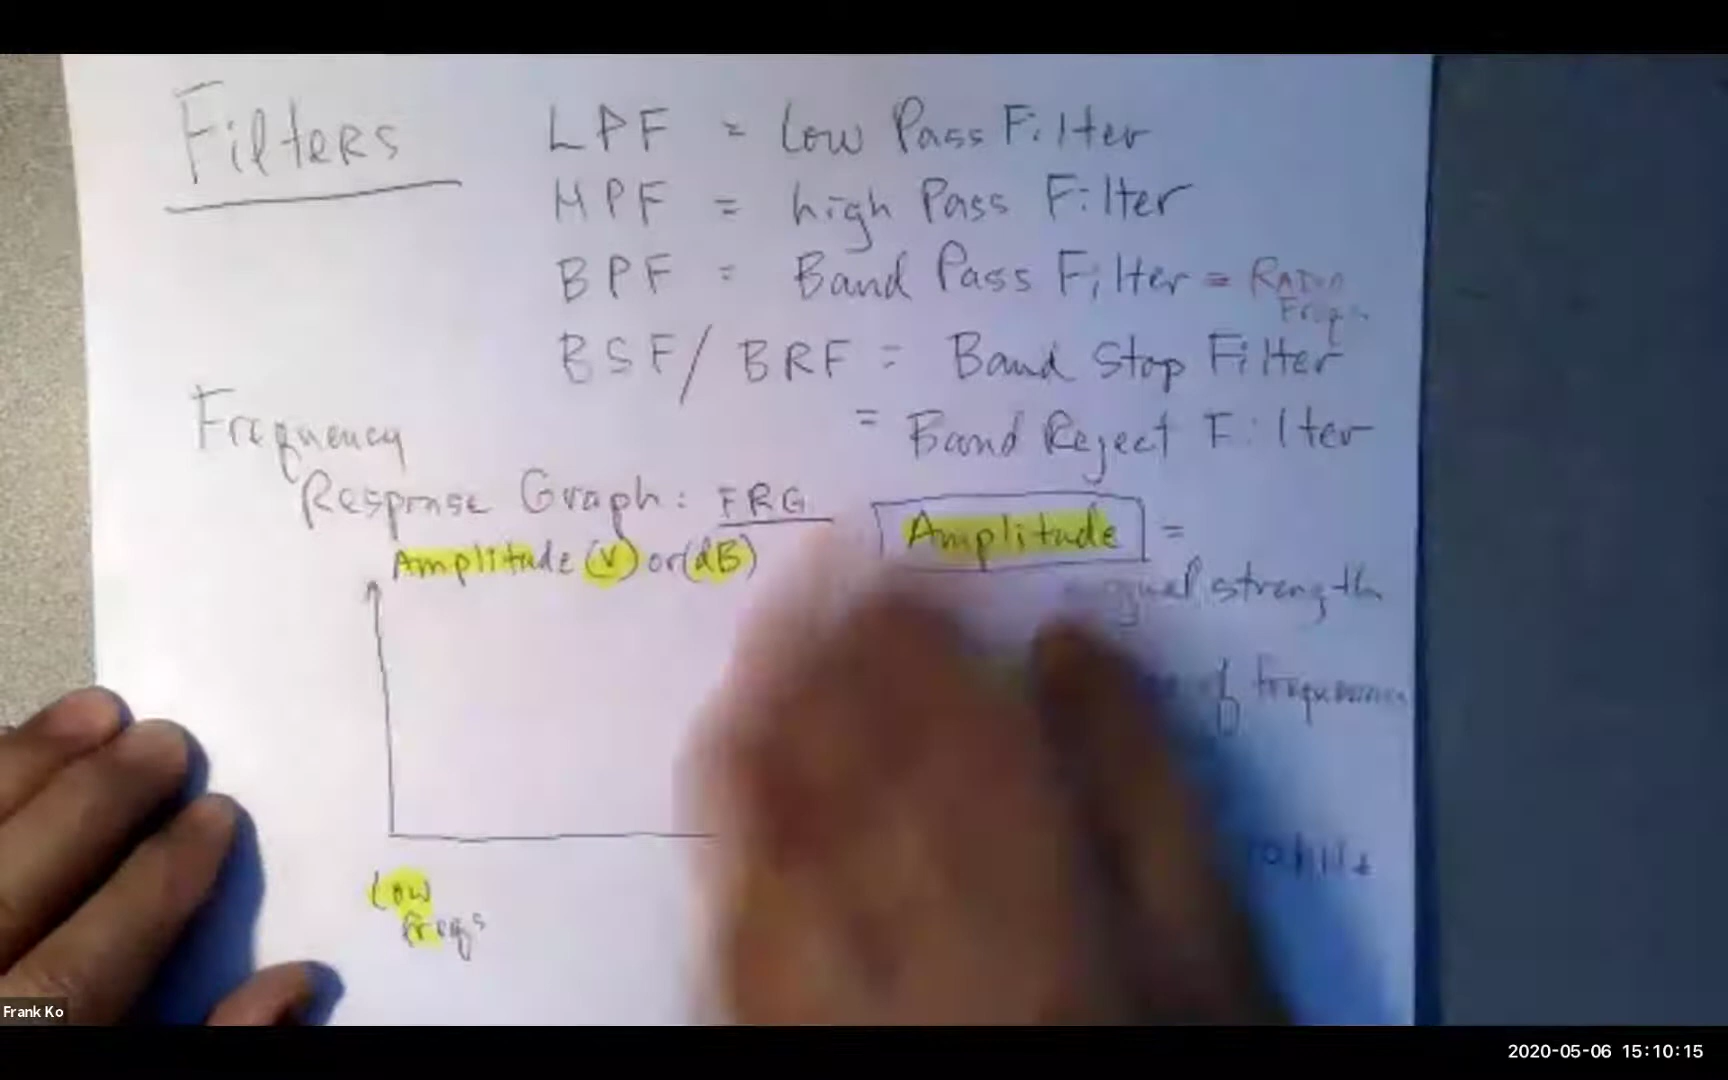 Filters
LPF = Low Pass Filter
HPF = high Pass Filter
BPF = Band Pass Filter = Radio
BSF/BRF = Band Stop Filter
= Band Reject Filter
Frequency
Response Graph: FRG
Amplitude (V) or (dB)
Amplitude =
strength
of
Low
freqs
Frank Ko
2020-05-06 15:10:15